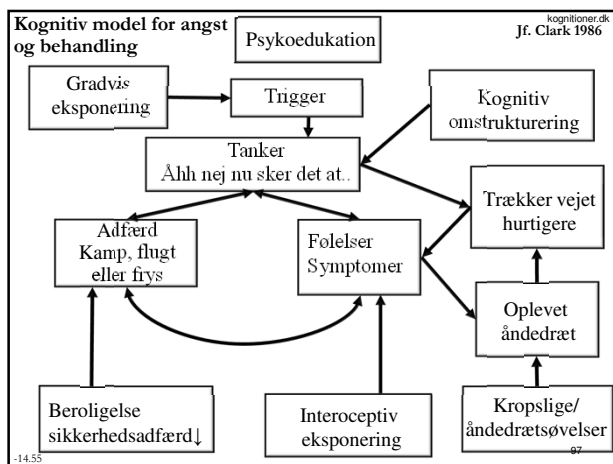 Kognitiv model for angst
og behandling
kognitioner.dk
Jf. Clark 1986
Psykoedukation
Gradvis
eksponering
Trigger
Kognitiv
omstrukturering
Tanker
Åhh nej nu sker det at..
Trækker vejet
hurtigere
Adfærd
Kamp, flugt
eller frys
Følelser
Symptomer
Oplevet
åndedræt
Beroligelse
sikkerhedsadfærd↓
Interoceptiv
eksponering
Kropslige/
åndedrætsøvelser
97
-14.55